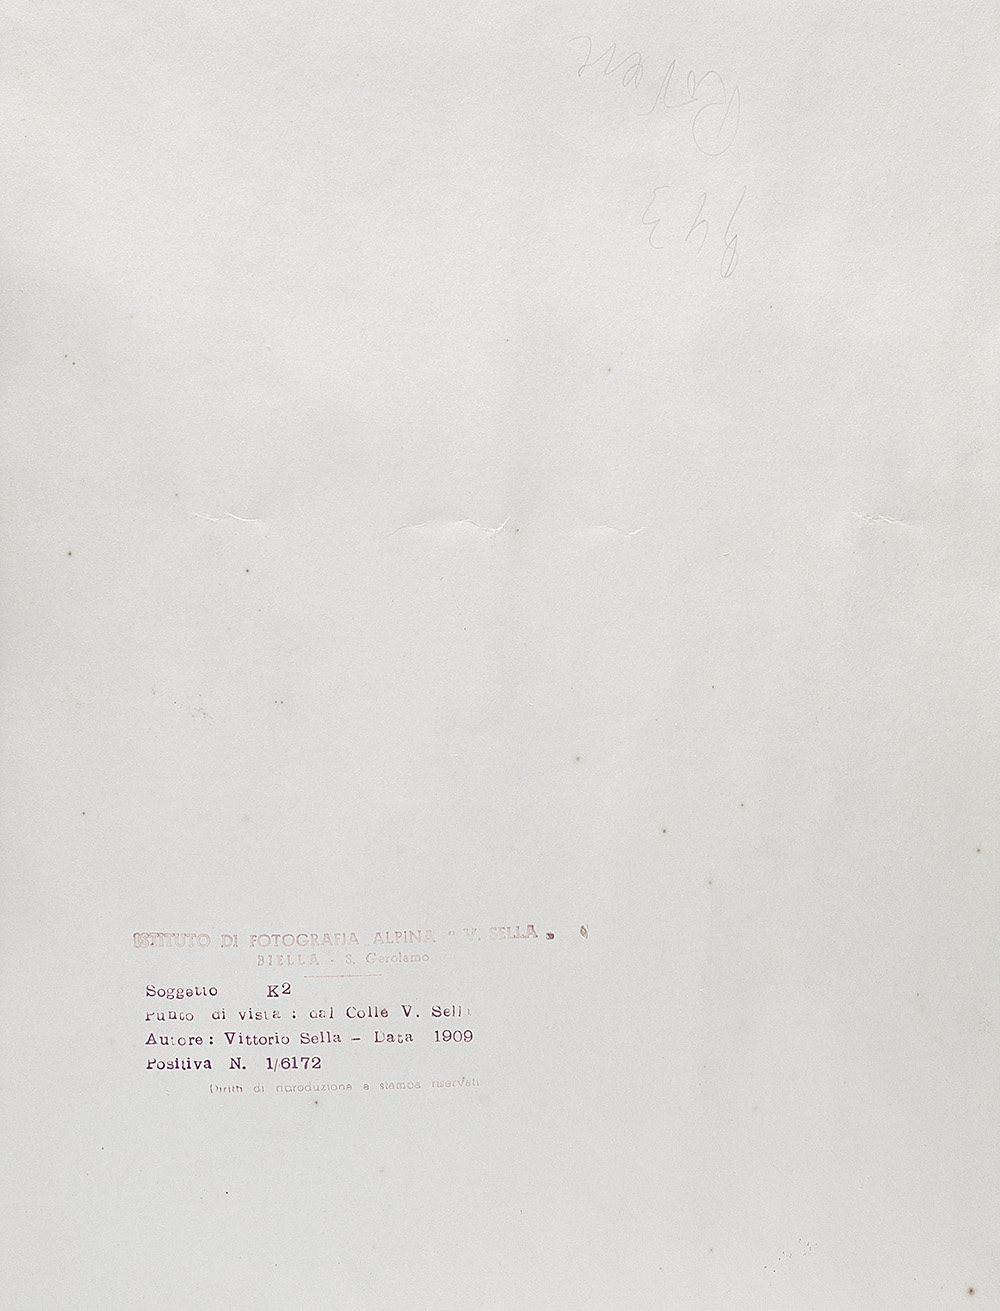 843
ISTITUTO DI FOTOGRAFIA ALPINA " V. SELLA "
BIELLA - S. Gerolamo
Soggetto K2
Punto di vista : dal Colle V. Sella
Autore : Vittorio Sella - Data 1909
Positiva N. 1/6172
Diritti di riproduzione e stampa riservati